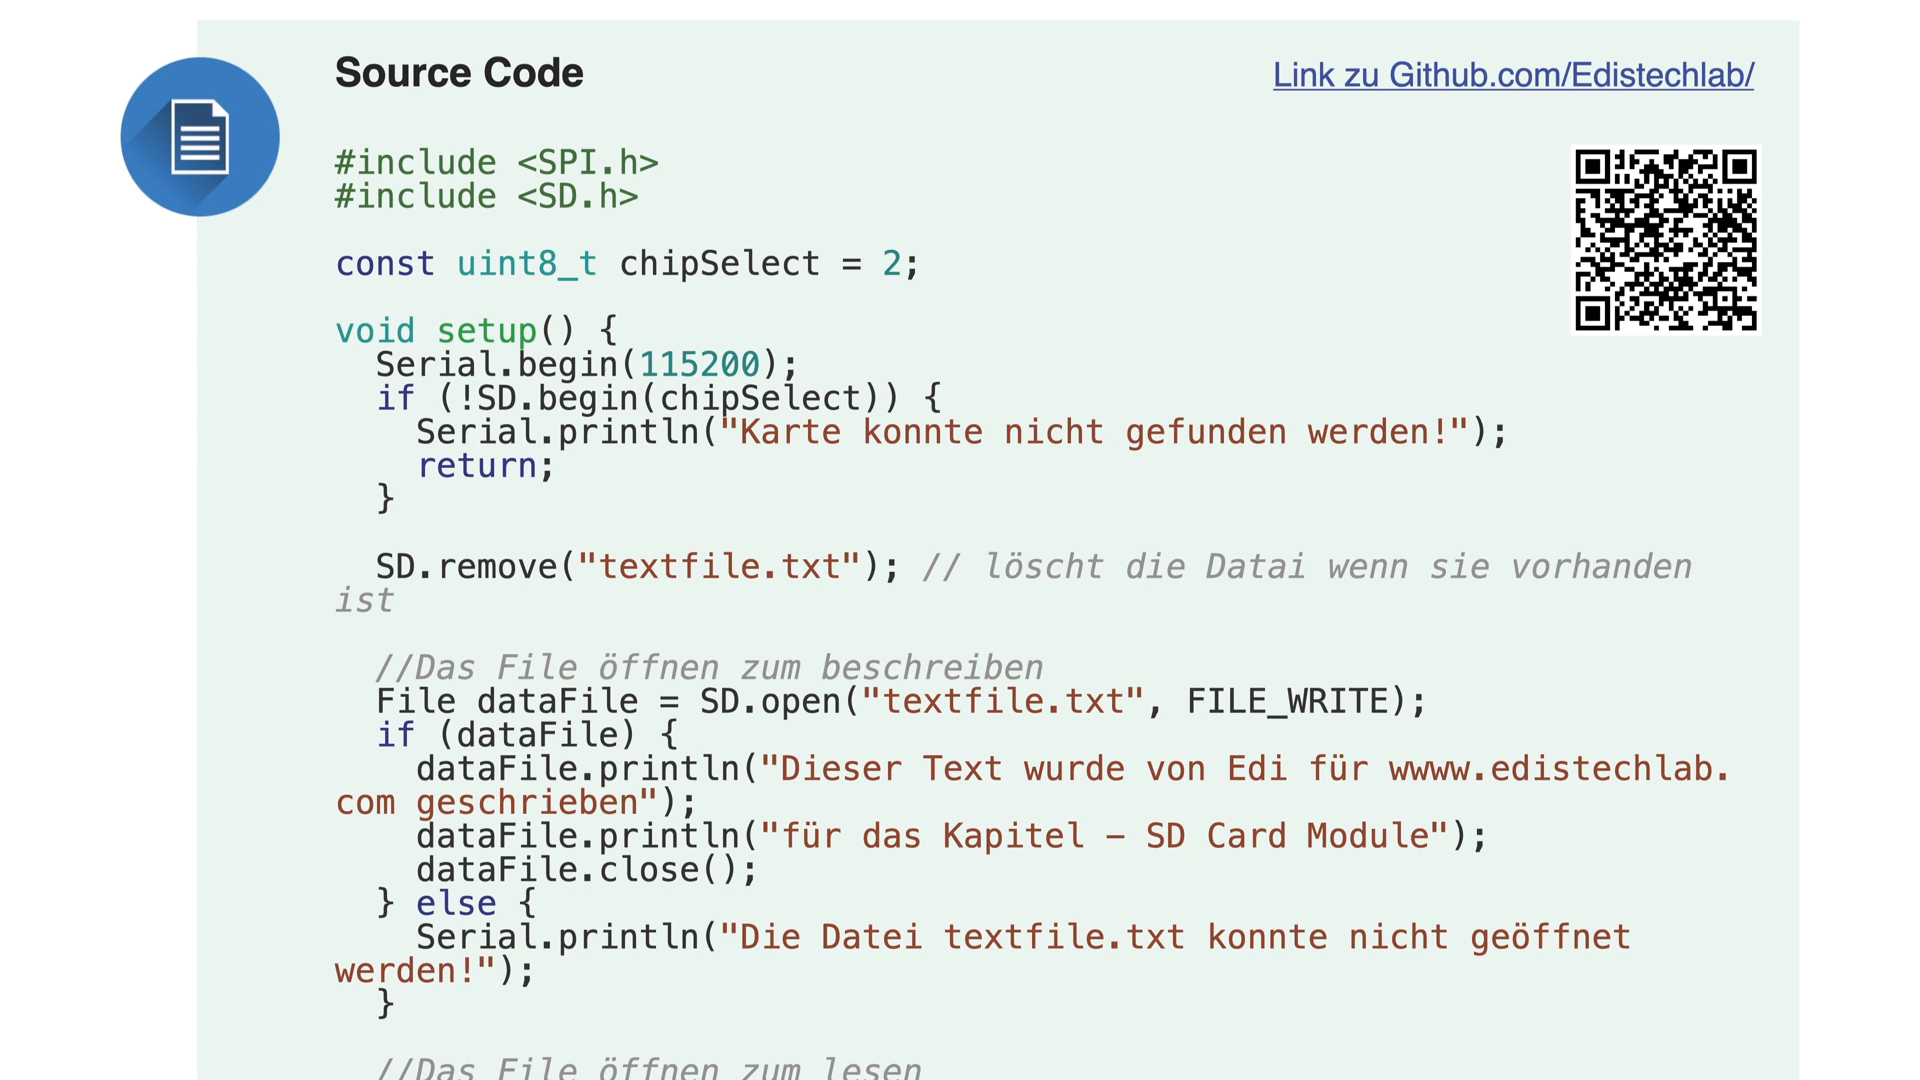 Source Code
Link zu Github.com/Edistechlab/
#include <SPI.h>
#include <SD.h>
const uint8_t chipSelect = 2;
void setup() {
Serial.begin(115200);
if (!SD.begin(chipSelect)) {
Serial.println("Karte konnte nicht gefunden werden!");
return;
}
SD.remove("textfile.txt"); // löscht die Datai wenn sie vorhanden
ist
//Das File öffnen zum beschreiben
File dataFile = SD.open("textfile.txt", FILE_WRITE);
if (dataFile) {
dataFile.println("Dieser Text wurde von Edi für wwww.edistechlab.
com geschrieben");
dataFile.println("für das Kapitel – SD Card Module");
dataFile.close();
} else {
Serial.println("Die Datei textfile.txt konnte nicht geöffnet
werden!");
}
//Das File öffnen zum lesen